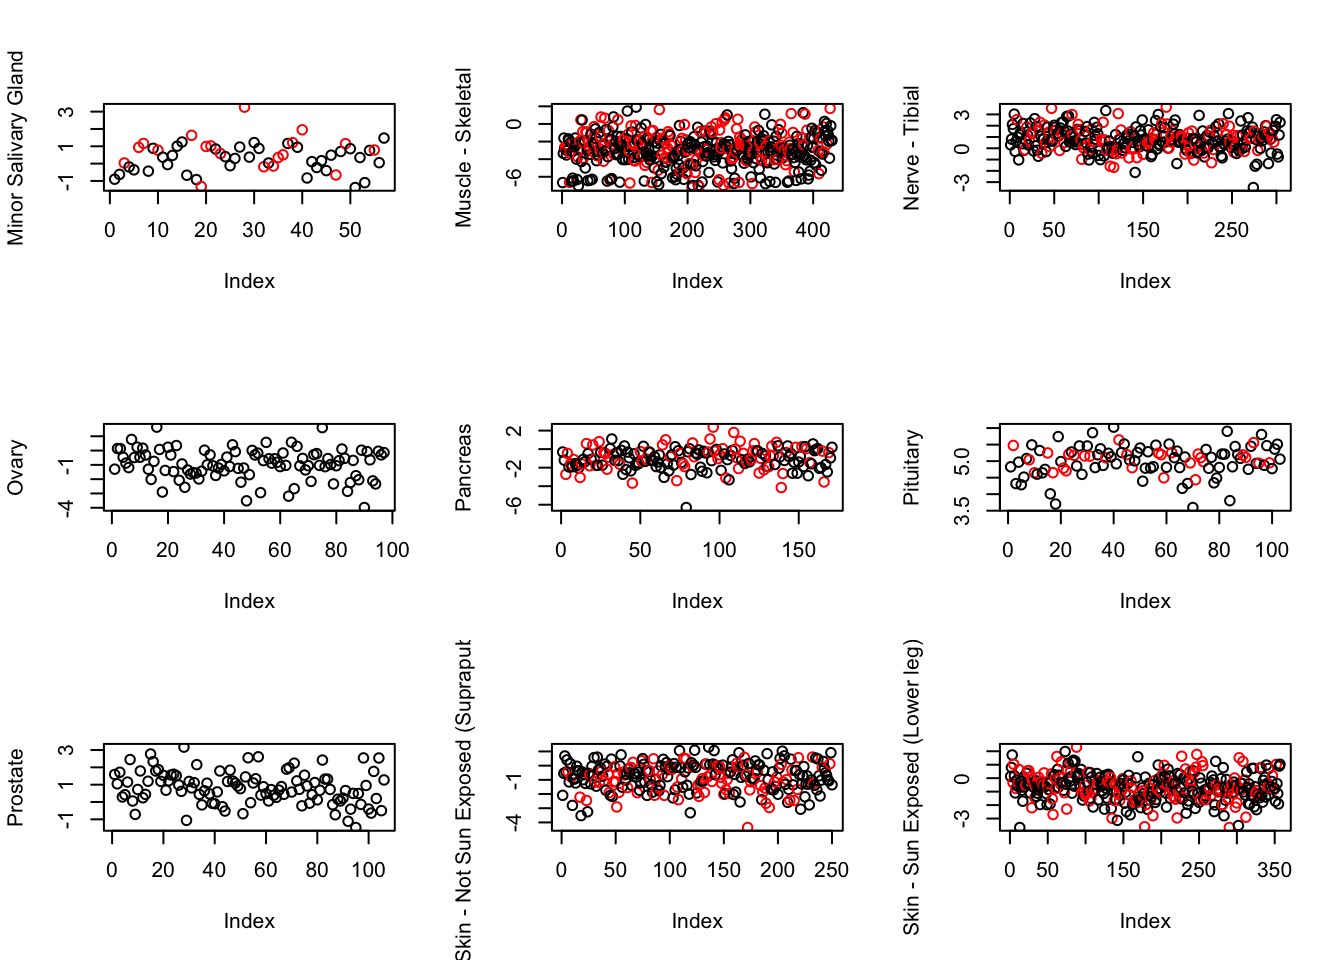 Minor Salivary Gland
3
1
-1
0 10 20 30 40 50
Index
Muscle - Skeletal
0
-6
0 100 200 300 400
Index
Nerve - Tibial
3
0
-3
0 50 150 250
Index
Ovary
-1
-4
0 20 40 60 80 100
Index
Pancreas
2
-2
-6
0 50 100 150
Index
Pituitary
5.0
3.5
0 20 40 60 80 100
Index
Prostate
3
1
-1
0 20 40 60 80 100
Index
Skin - Not Sun Exposed (Suprapub
-1
-4
0 50 100 150 200 250
Index
Skin - Sun Exposed (Lower leg)
0
-3
0 50 150 250 350
Index